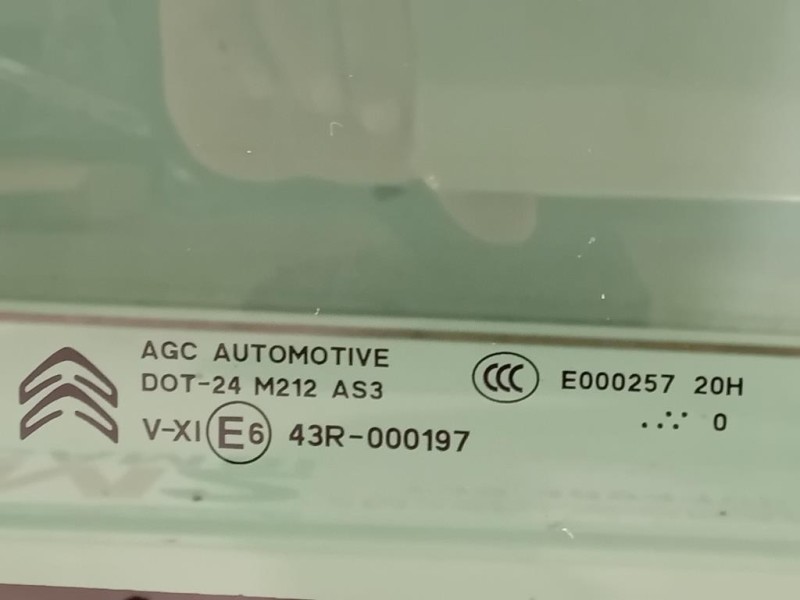 AGC AUTOMOTIVE
DOT-24 M212 AS3
V-XI E6 43R-000197
CCC E000257 20H
0